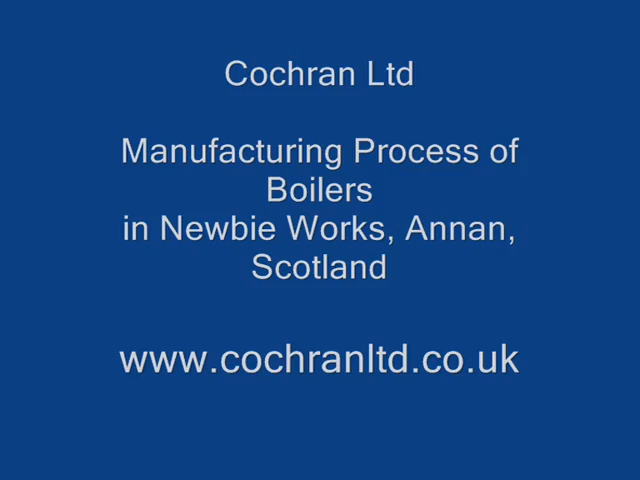 Cochran Ltd
Manufacturing Process of
Boilers
in Newbie Works, Annan,
Scotland
www.cochranltd.co.uk